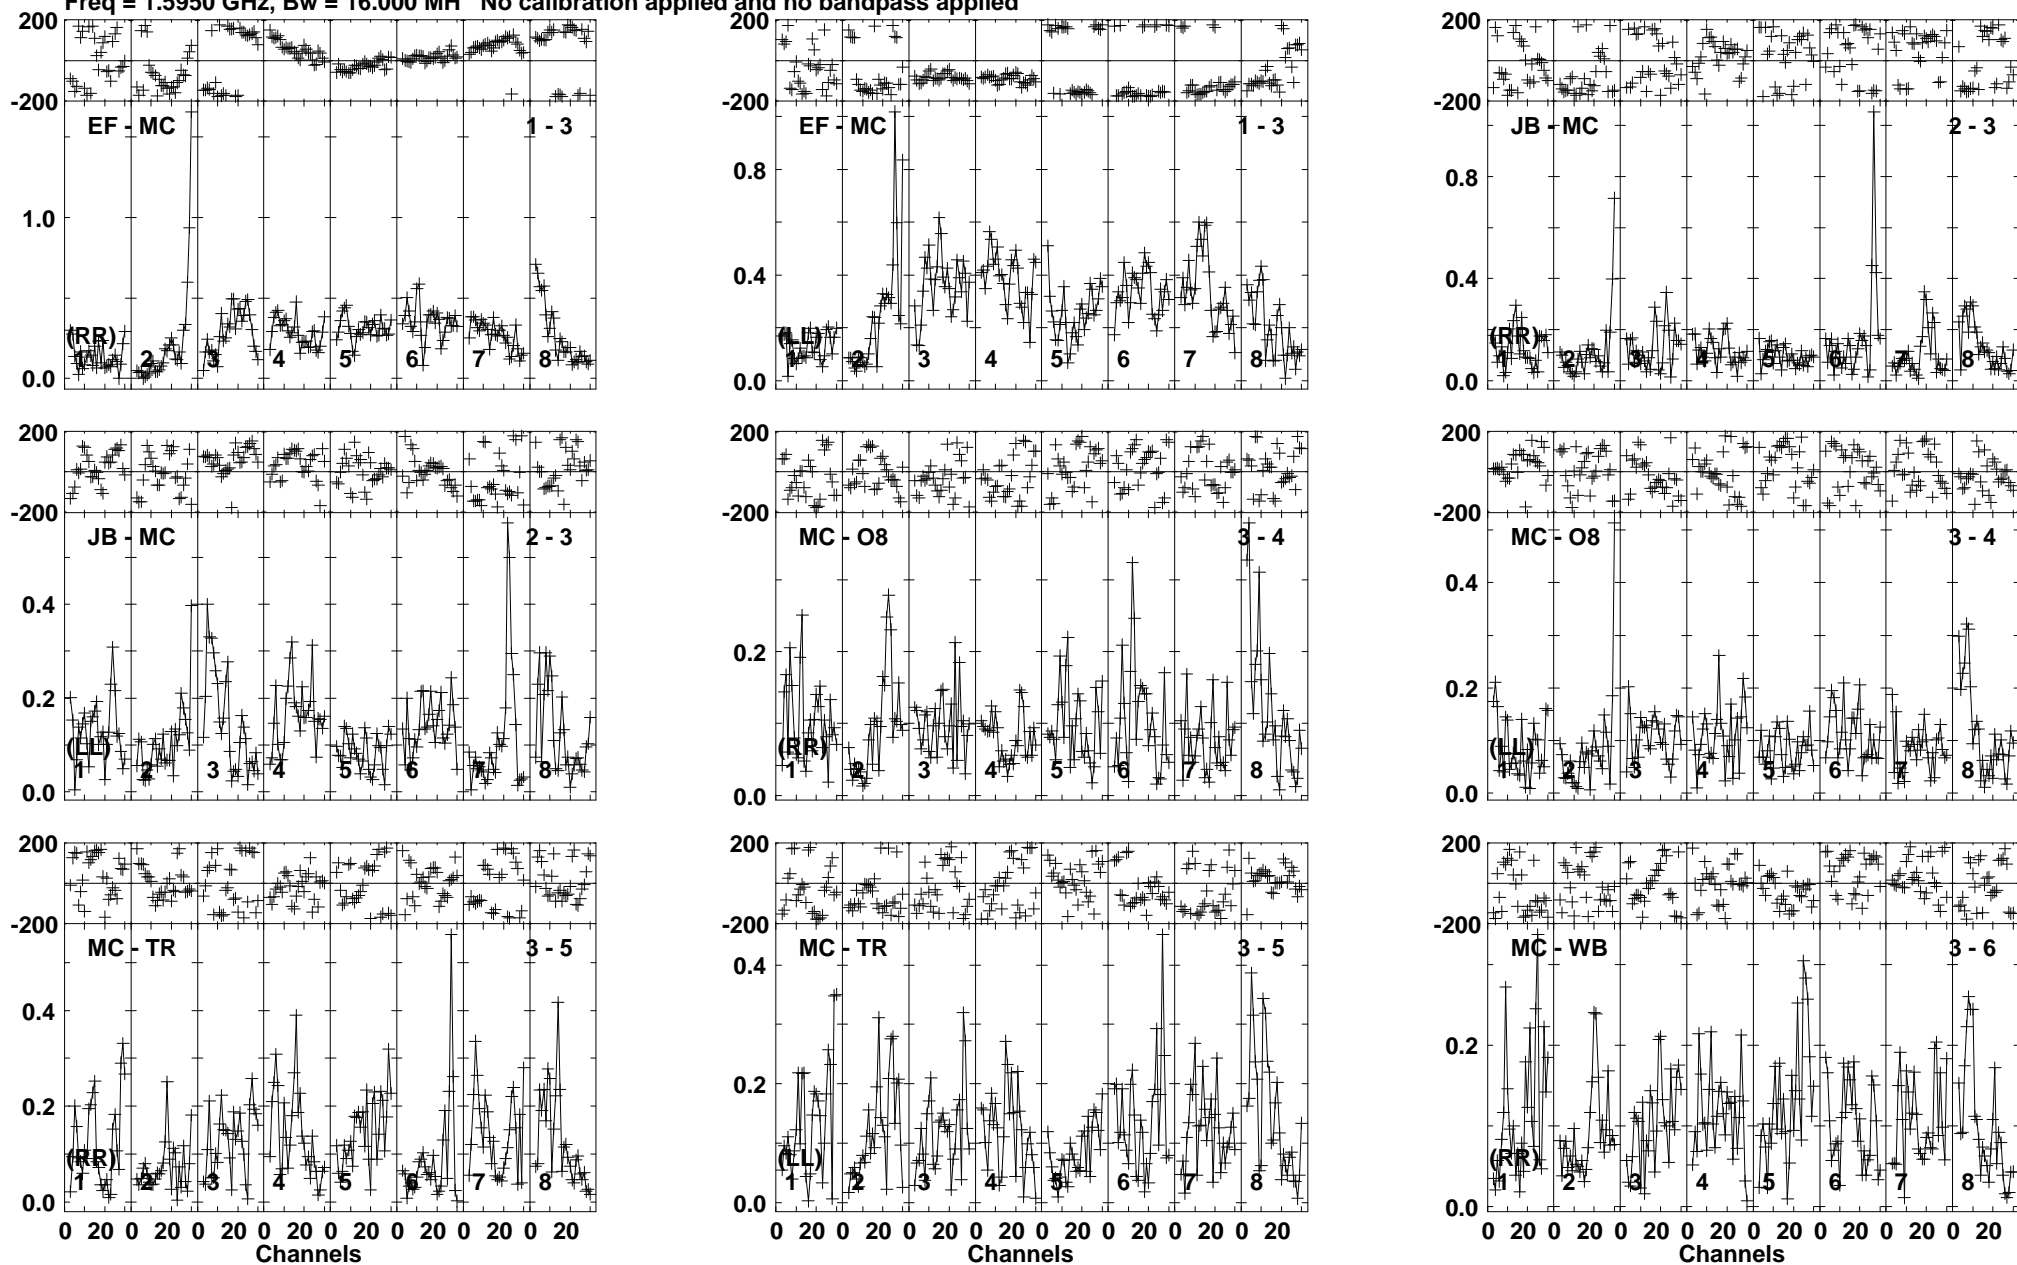 Freq = 1.5950 GHz, Bw = 16.000 MH No calibration applied and no bandpass applied
200 200 200
-200 -200 -200
EF - MC 1 - 3 EF - MC 1 - 3 JB - MC 2 - 3
0.8 0.8
1.0
0.4 0.4
(RR) (LL) (RR)
1 2 3 4 5 6 7 8 1 2 3 4 5 6 7 8 1 2 3 4 5 6 7 8
0.0 0.0 0.0
200 200 200
-200 -200 -200
JB - MC 2 - 3 MC - O8 3 - 4 MC - O8 3 - 4
0.4 0.4
0.2 0.2 0.2
(LL) (RR) (LL)
1 2 3 4 5 6 7 8 1 2 3 4 5 6 7 8 1 2 3 4 5 6 7 8
0.0 0.0 0.0
200 200 200
-200 -200 -200
MC - TR 3 - 5 MC - TR 3 - 5 MC - WB 3 - 6
0.4 0.4
0.2 0.2 0.2
(RR) (LL) (RR)
1 2 3 4 5 6 7 8 1 2 3 4 5 6 7 8 1 2 3 4 5 6 7 8
0.0 0.0 0.0
0 20 0 20 0 20 0 20 0 20 0 20 0 20 0 20 0 20 0 20 0 20 0 20 0 20 0 20 0 20 0 20 0 20 0 20 0 20 0 20 0 20 0 20 0 20 0 20
Channels Channels Channels